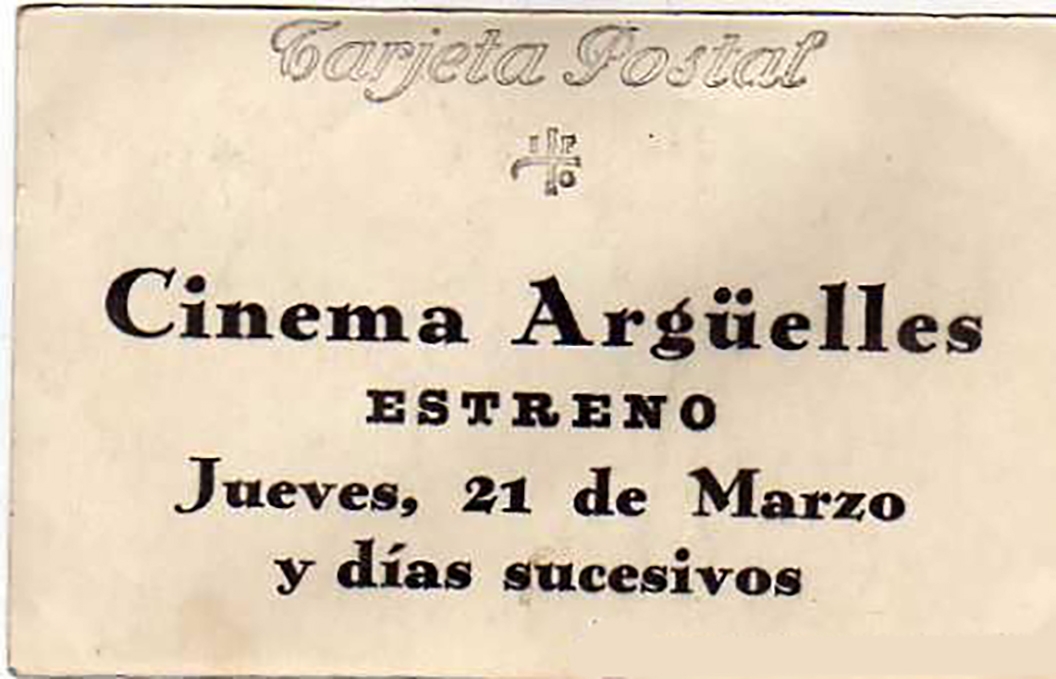 Tarjeta Postal
Cinema Argüelles
ESTRENO
Jueves, 21 de Marzo
y días sucesivos